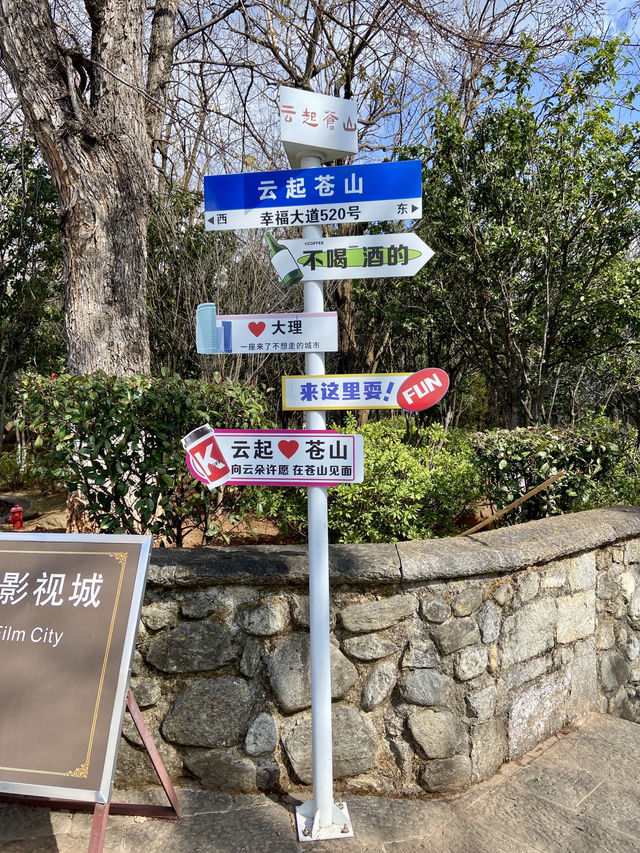 云起蒼山
云起苍山
西 幸福大道520号 东
YCOFFEE
不喝酒的
大理
一座来了不想走的城市
来这里耍! FUN
云起 苍山
K
向云朵许愿 在苍山见面
影视城
Film City